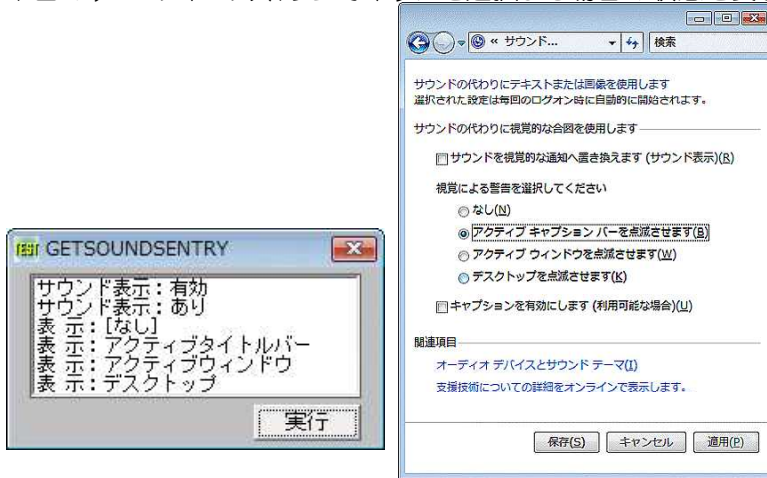 GETSOUNDSENTRY
サウンド表示：有効
サウンド表示：あり
表 示：[なし]
表 示：アクティブタイトルバー
表 示：アクティブウィンドウ
表 示：デスクトップ
実行
« サウンド...
検索
サウンドの代わりにテキストまたは画像を使用します
選択された設定は毎回のログオン時に自動的に開始されます。
サウンドの代わりに視覚的な合図を使用します
サウンドを視覚的な通知へ置き換えます (サウンド表示)(R)
視覚による警告を選択してください
なし(N)
アクティブ キャプション バーを点滅させます(B)
アクティブ ウィンドウを点滅させます(W)
デスクトップを点滅させます(K)
キャプションを有効にします (利用可能な場合)(U)
関連項目
オーディオ デバイスとサウンド テーマ(I)
支援技術についての詳細をオンラインで表示します。
保存(S)
キャンセル
適用(P)